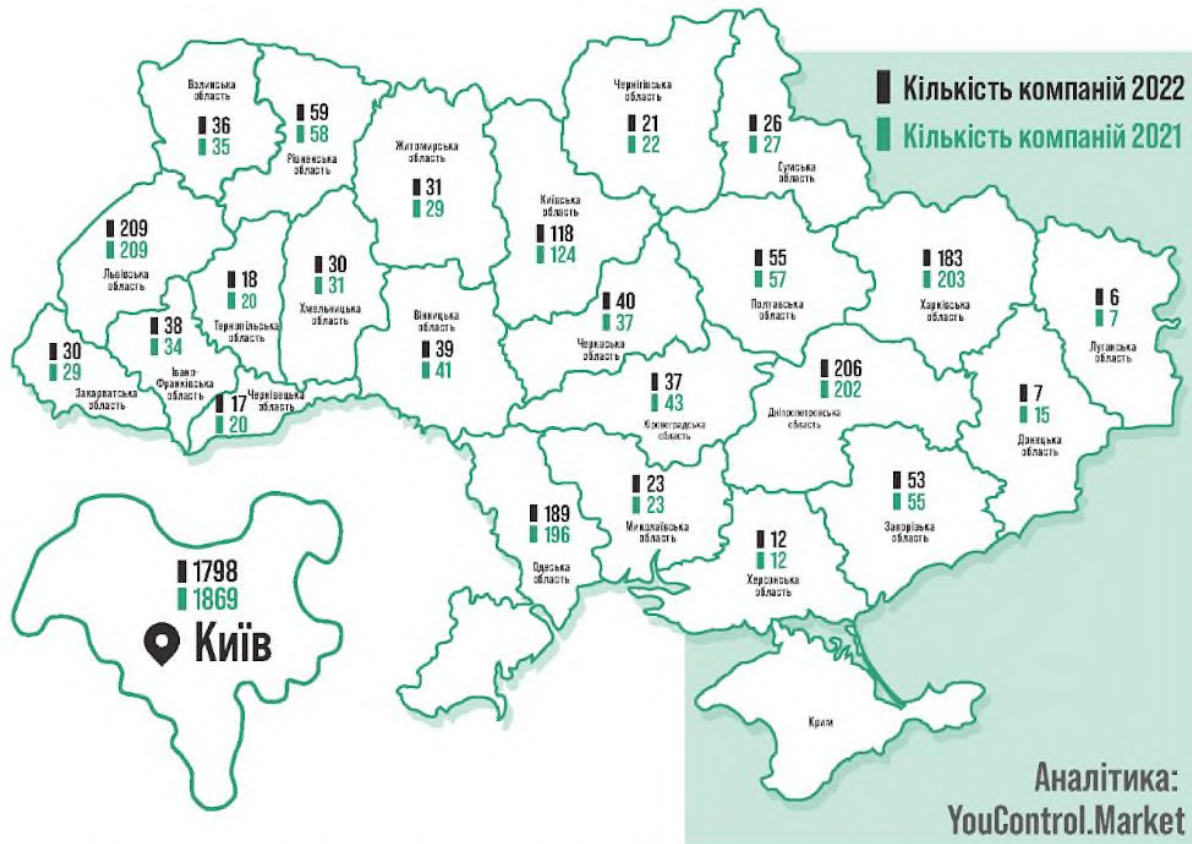 Кількість компаній 2022
Кількість компаній 2021
Волинська
область
36
35
59
58
Рівненська
область
Житомирська
область
31
29
Чернігівська
область
21
22
26
27
Сумська
область
Київська
область
118
124
209
209
Львівська
область
18
20
Тернопільська
область
30
31
Хмельницька
область
Вінницька
область
39
41
40
37
Черкаська
область
55
57
Полтавська
область
183
203
Харківська
область
6
7
Луганська
область
30
29
Закарпатська
область
38
34
Івано-
Франківська
область
Чернівецька
область
17
20
37
43
Кіровоградська
область
206
202
Дніпропетровська
область
7
15
Донецька
область
189
196
Одеська
область
23
23
Миколаївська
область
12
12
Херсонська
область
53
55
Запорізька
область
1798
1869
Київ
Крим
Аналітика:
YouControl.Market